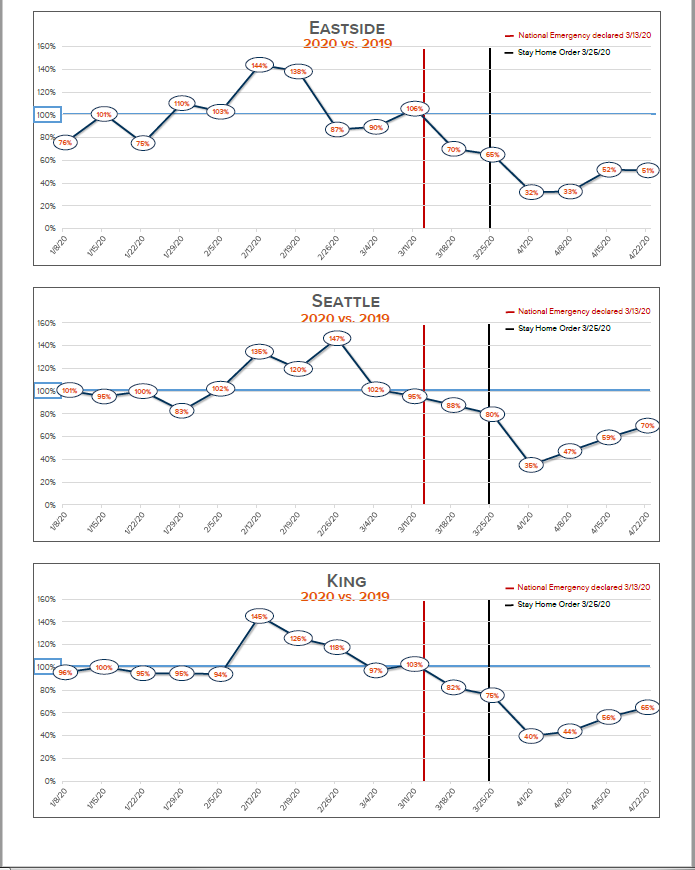 EASTSIDE
2020 vs. 2019
National Emergency declared 3/13/20
Stay Home Order 3/25/20
160%
140%
120%
100%
80%
60%
40%
20%
0%
76% 101% 75% 110% 103% 144% 138% 87% 90% 106% 70% 65% 32% 33% 52% 51%
1/8/20 1/15/20 1/22/20 1/29/20 2/5/20 2/12/20 2/19/20 2/26/20 3/4/20 3/11/20 3/18/20 3/25/20 4/1/20 4/8/20 4/15/20 4/22/20
SEATTLE
2020 vs. 2019
National Emergency declared 3/13/20
Stay Home Order 3/25/20
160%
140%
120%
100%
80%
60%
40%
20%
0%
101% 95% 100% 83% 102% 135% 120% 147% 102% 95% 88% 80% 35% 47% 59% 70%
1/8/20 1/15/20 1/22/20 1/29/20 2/5/20 2/12/20 2/19/20 2/26/20 3/4/20 3/11/20 3/18/20 3/25/20 4/1/20 4/8/20 4/15/20 4/22/20
KING
2020 vs. 2019
National Emergency declared 3/13/20
Stay Home Order 3/25/20
160%
140%
120%
100%
80%
60%
40%
20%
0%
96% 100% 95% 95% 94% 145% 126% 118% 97% 103% 82% 75% 40% 44% 56% 65%
1/8/20 1/15/20 1/22/20 1/29/20 2/5/20 2/12/20 2/19/20 2/26/20 3/4/20 3/11/20 3/18/20 3/25/20 4/1/20 4/8/20 4/15/20 4/22/20